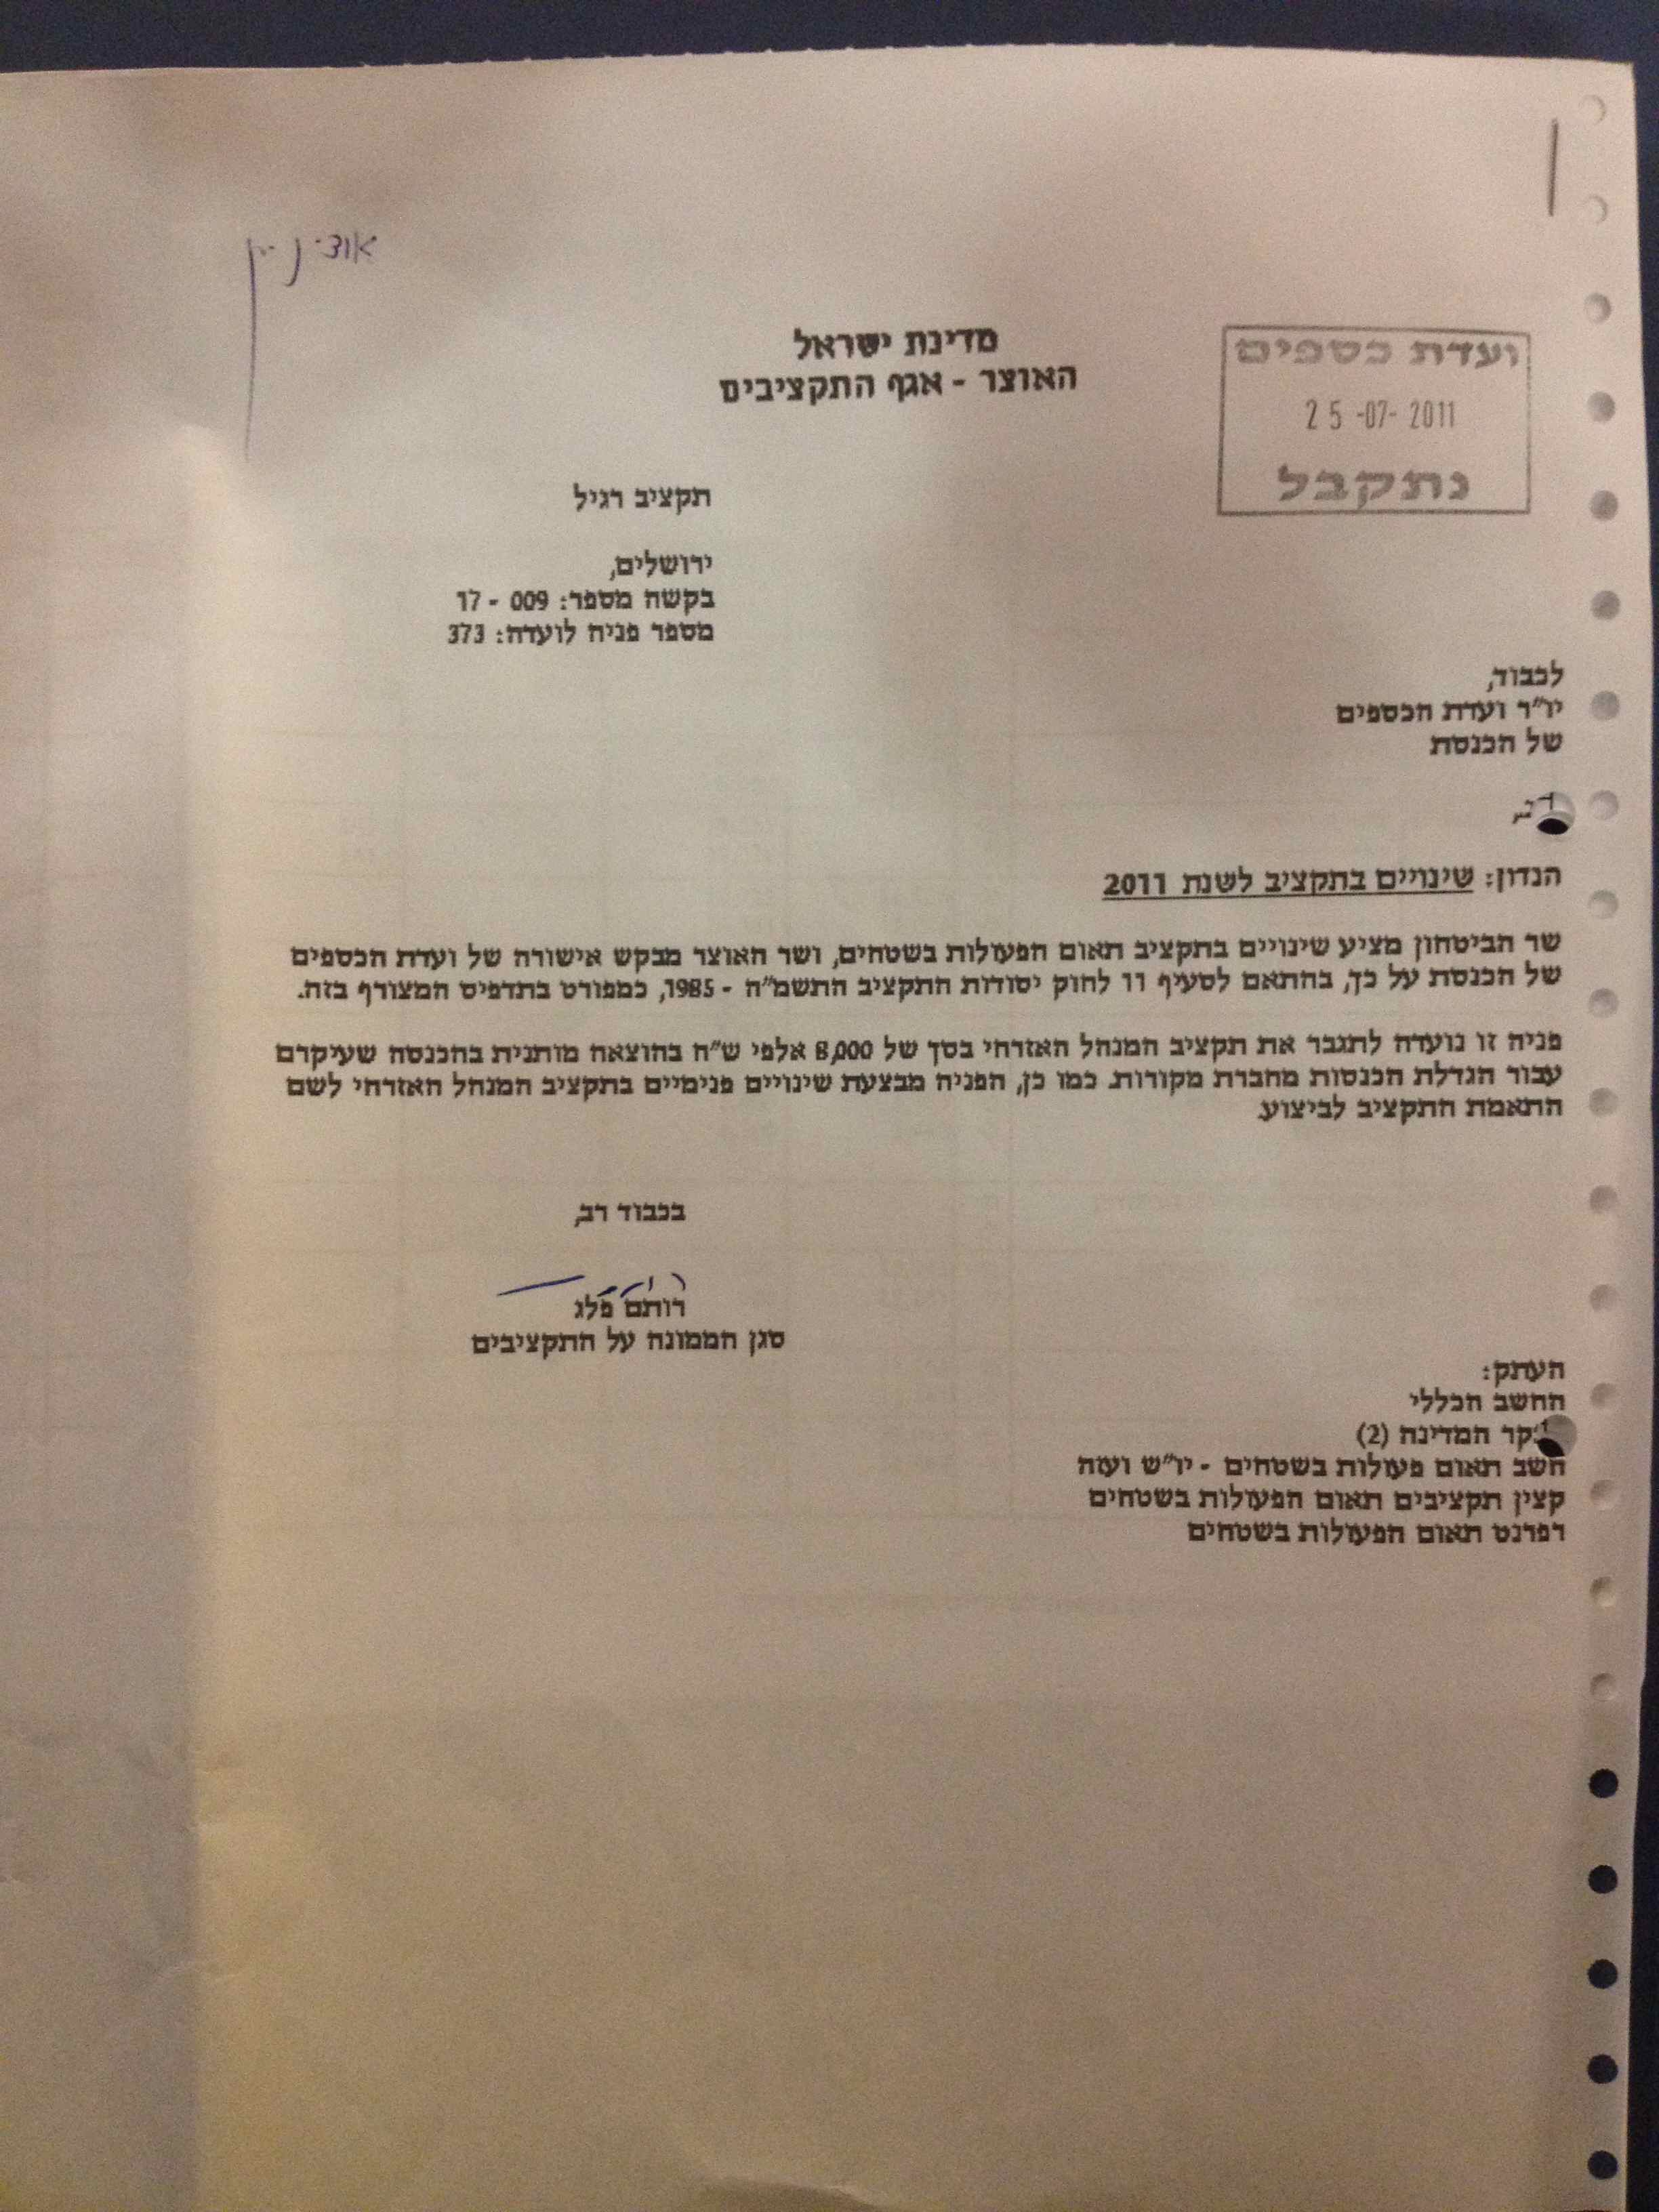 מדינת ישראל
האוצר - אגף התקציבים
ועדת כספים
25 -07- 2011
נתקבל
תקציב רגיל
ירושלים,
בקשה מספר: 009 - 17
מספר פניה לועדה: 373
לכבוד,
יו"ר ועדת הכספים
של הכנסת
הנדון: שינויים בתקציב לשנת 2011
שר הביטחון מציע שינויים בתקציב תאום הפעולות בשטחים, ושר האוצר מבקש אישורה של ועדת הכספים
של הכנסת על כך, בהתאם לסעיף 11 לחוק יסודות התקציב התשמ"ה - 1985, כמפורט בתדפיס המצורף בזה.
פניה זו נועדה לתגבר את תקציב המנהל האזרחי בסך של 8,000 אלפי ש"ח בהוצאה מותנית בהכנסה שעיקרם
עבור הגדלת הכנסות מחברת מקורות. כמו כן, הפניה מבצעת שינויים פנימיים בתקציב המנהל האזרחי לשם
התאמת התקציב לביצוע.
בכבוד רב,
רותם פלג
סגן הממונה על התקציבים
העתק:
החשב הכללי
קר המדינה (2)
חשב תאום פעולות בשטחים - יו"ש ועזה
קצין תקציבים תאום הפעולות בשטחים
רפרנט תאום הפעולות בשטחים